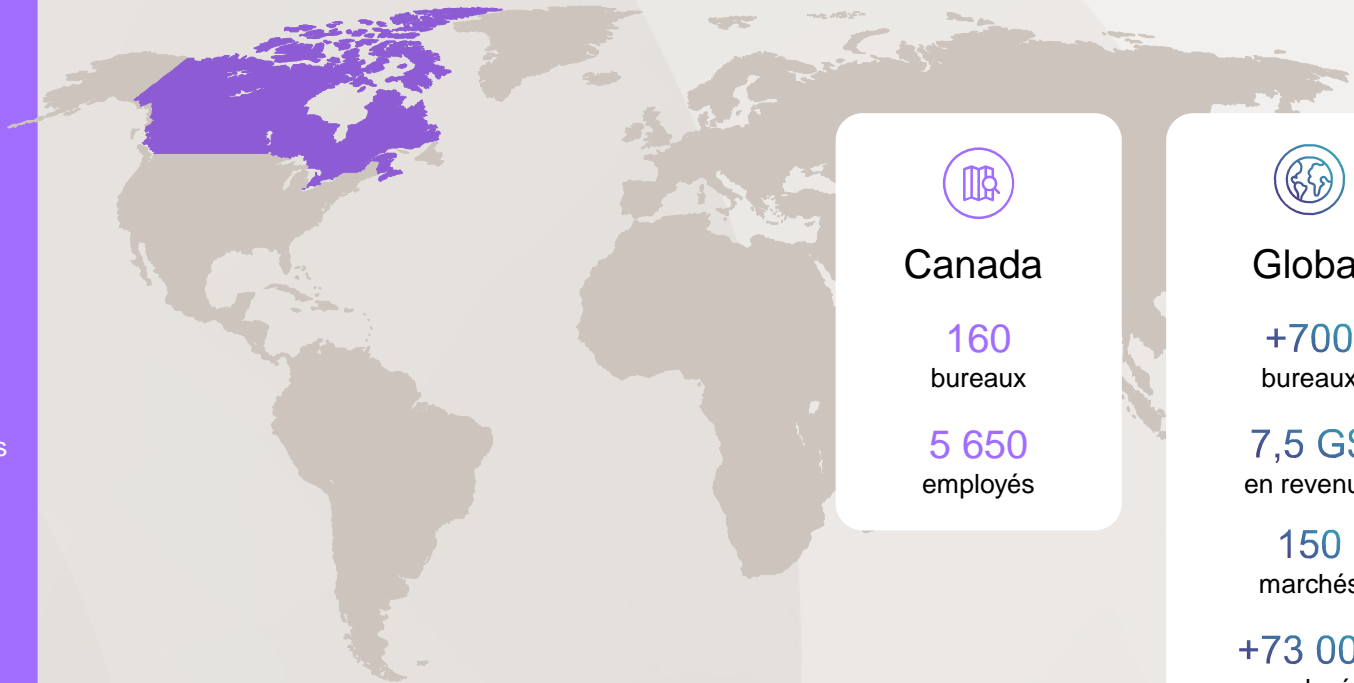 Canada
160
bureaux
5 650
employés
Globa
+700
bureaux
7,5 G$
en revenu
150
marchés
+73 00
s